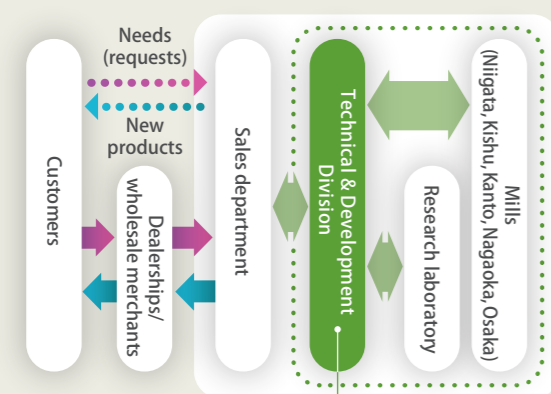 Needs
(requests)
New
products
Customers
Dealerships/
wholesale merchants
Sales department
Technical & Development
Division
Research laboratory
Mills
(Niigata, Kishu, Kanto, Nagaoka, Osaka)